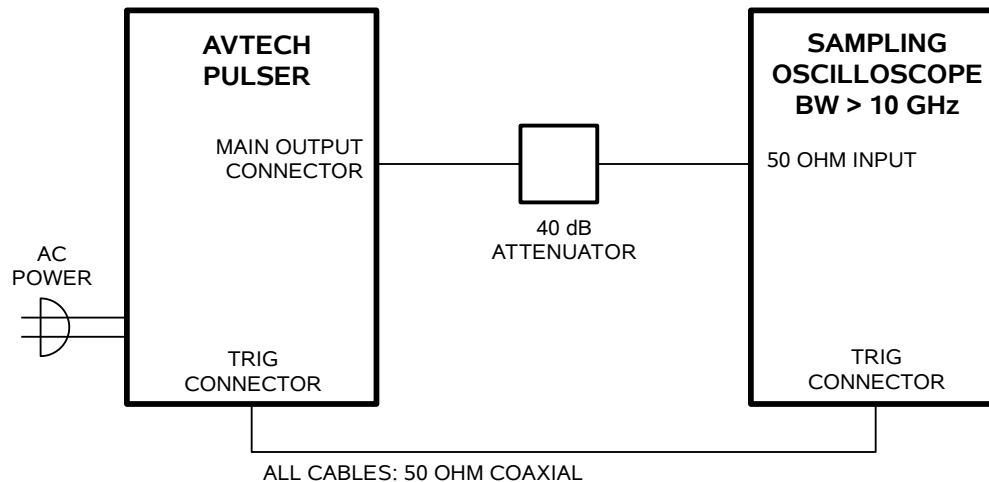 AVTECH
PULSER
MAIN OUTPUT
CONNECTOR
AC
POWER
TRIG
CONNECTOR
40 dB
ATTENUATOR
SAMPLING
OSCILLOSCOPE
BW > 10 GHz
50 OHM INPUT
TRIG
CONNECTOR
ALL CABLES: 50 OHM COAXIAL